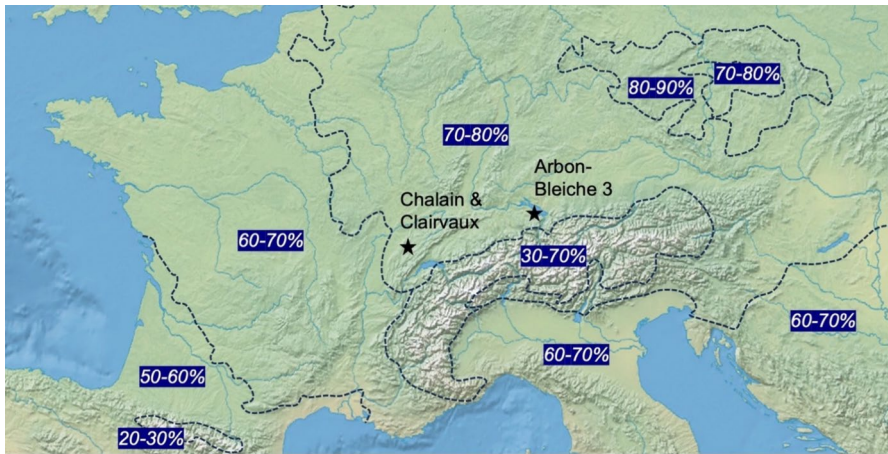 80-90%
70-80%
70-80%
Arbon-
Bleiche 3
Chalain &
Clairvaux
60-70%
30-70%
60-70%
60-70%
50-60%
20-30%